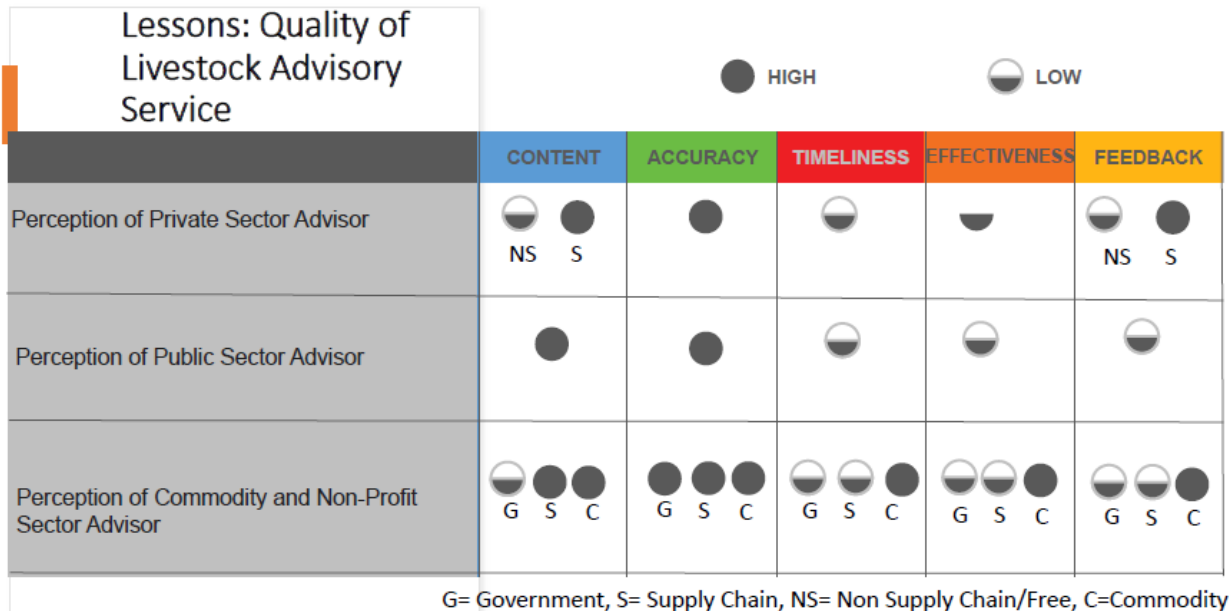 Lessons: Quality of
Livestock Advisory
Service
HIGH LOW
CONTENT ACCURACY TIMELINESS EFFECTIVENESS FEEDBACK
Perception of Private Sector Advisor
NS S NS S
Perception of Public Sector Advisor
Perception of Commodity and Non-Profit
Sector Advisor
G S C G S C G S C G S C G S C
G= Government, S= Supply Chain, NS= Non Supply Chain/Free, C=Commodity